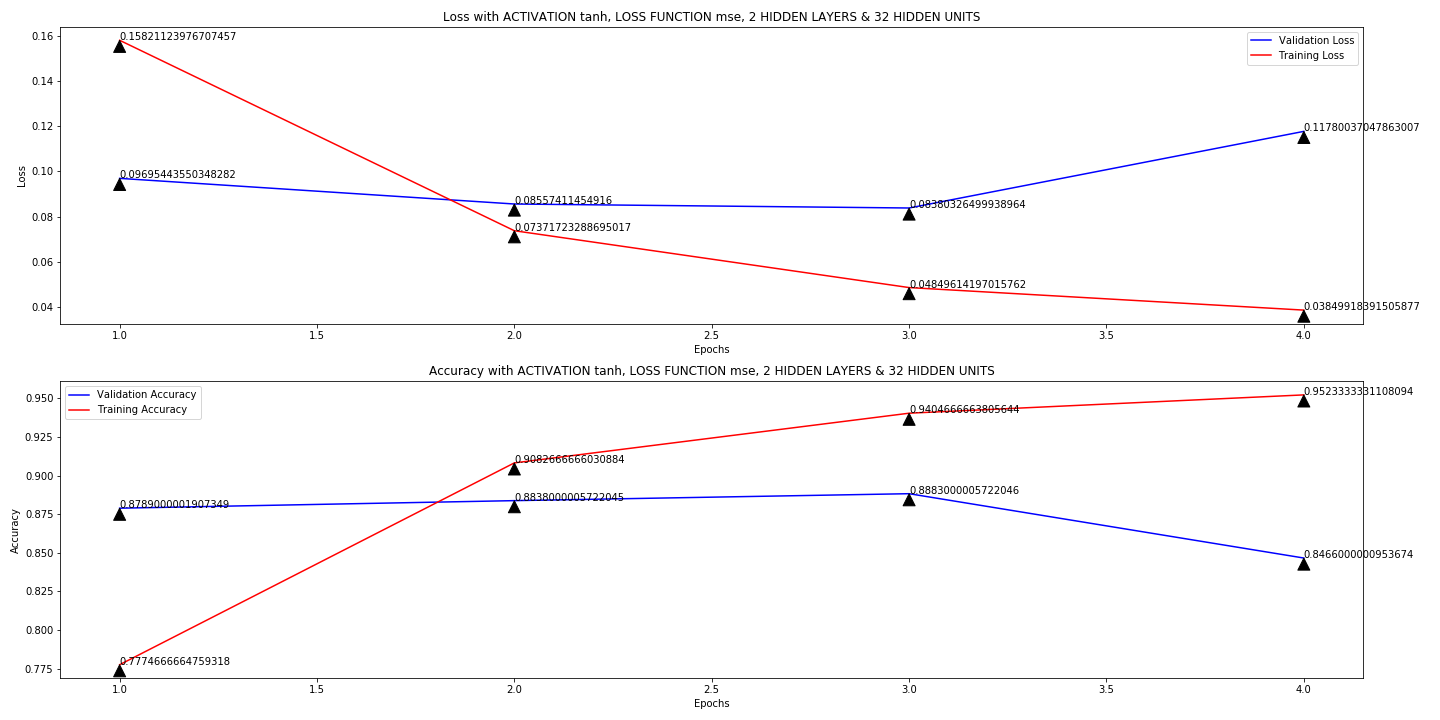 Loss with ACTIVATION tanh, LOSS FUNCTION mse, 2 HIDDEN LAYERS & 32 HIDDEN UNITS
0.16
0.14
0.12
0.10
0.08
0.06
0.04
Loss
0.15821123976707457
0.09695443550348282
0.08557411454916
0.07371723288695017
0.08380326499938964
0.04849614197015762
0.11780037047863007
0.03849918391505877
Validation Loss
Training Loss
1.0 1.5 2.0 2.5 3.0 3.5 4.0
Epochs
Accuracy with ACTIVATION tanh, LOSS FUNCTION mse, 2 HIDDEN LAYERS & 32 HIDDEN UNITS
Validation Accuracy
Training Accuracy
0.950
0.925
0.900
0.875
0.850
0.825
0.800
0.775
Accuracy
0.8789000001907349
0.7774666664759318
0.9082666666030884
0.8838000005722045
0.9404666663805644
0.8883000005722046
0.9523333331108094
0.8466000000953674
1.0 1.5 2.0 2.5 3.0 3.5 4.0
Epochs